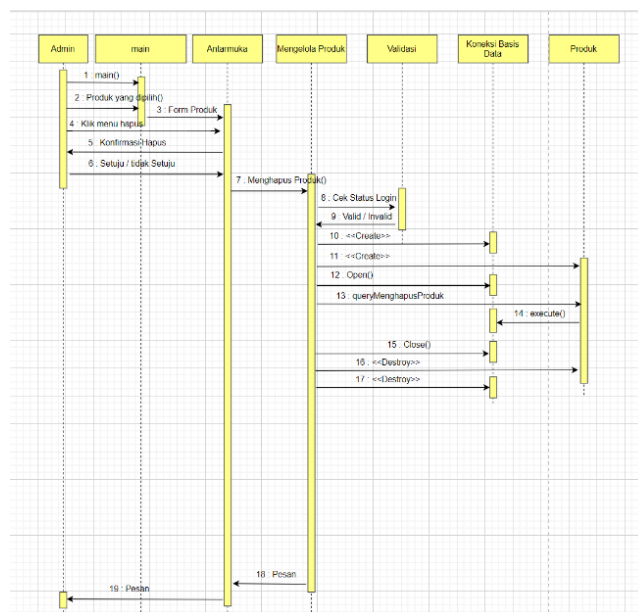 Admin
main
Antarmuka
Mengelola Produk
Validasi
Koneksi Basis
Data
Produk
1 : main()
2 : Produk yang dipilih()
3 : Form Produk
4 : Klik menu hapus
5 : Konfirmasi Hapus
6 : Setuju / tidak Setuju
7 : Menghapus Produk()
8 : Cek Status Login
9 : Valid / Invalid
10 : <<Create>>
11 : <<Create>>
12 : Open()
13 : queryMenghapusProduk
14 : execute()
15 : Close()
16 : <<Destroy>>
17 : <<Destroy>>
18 : Pesan
19 : Pesan